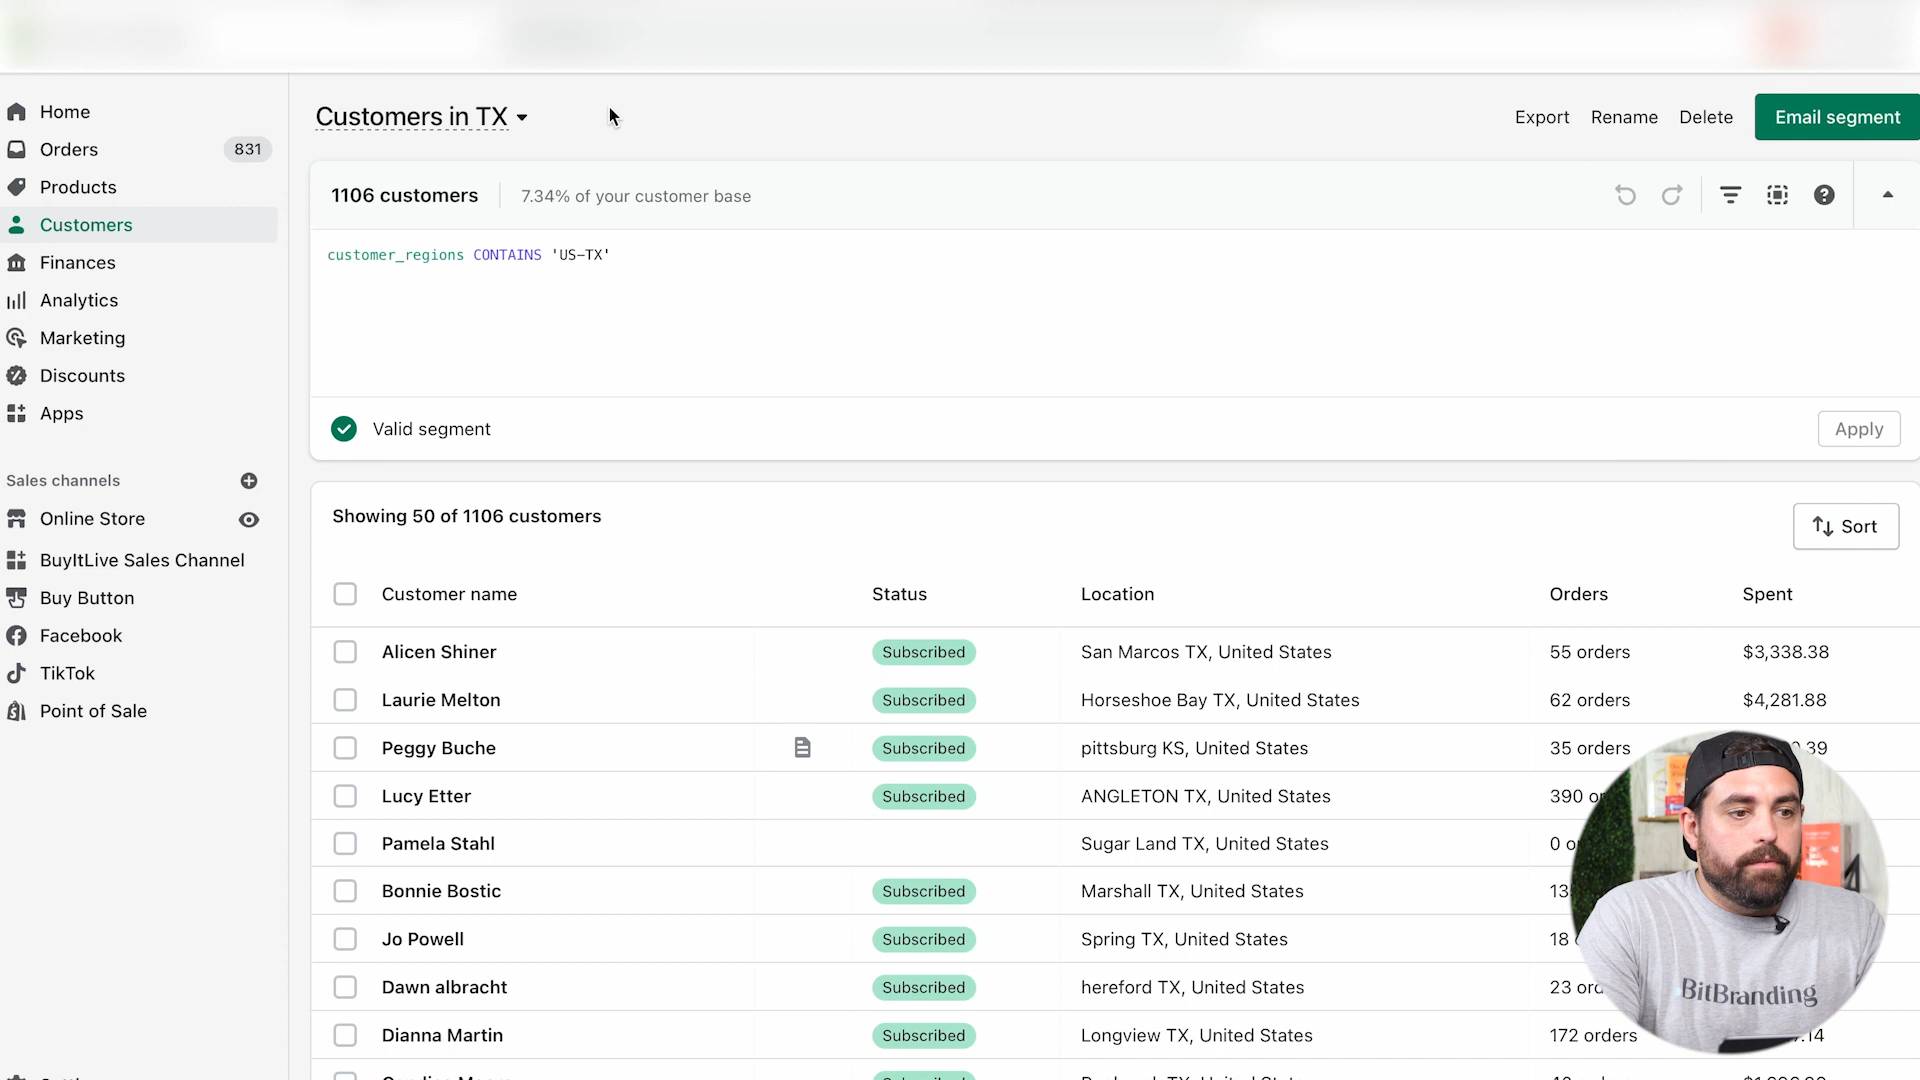 Home
Orders 831
Products
Customers
Finances
Analytics
Marketing
Discounts
Apps
Sales channels
Online Store
BuyItLive Sales Channel
Buy Button
Facebook
TikTok
Point of Sale
Customers in TX
Export Rename Delete Email segment
1106 customers 7.34% of your customer base
customer_regions CONTAINS 'US-TX'
Valid segment Apply
Showing 50 of 1106 customers Sort
Customer name Status Location Orders Spent
Alicen Shiner Subscribed San Marcos TX, United States 55 orders $3,338.38
Laurie Melton Subscribed Horseshoe Bay TX, United States 62 orders $4,281.88
Peggy Buche Subscribed pittsburg KS, United States 35 orders
Lucy Etter Subscribed ANGLETON TX, United States 390
Pamela Stahl Sugar Land TX, United States 0
Bonnie Bostic Subscribed Marshall TX, United States
Jo Powell Subscribed Spring TX, United States 18
Dawn albracht Subscribed hereford TX, United States 23
Dianna Martin Subscribed Longview TX, United States 172 orders
BitBranding